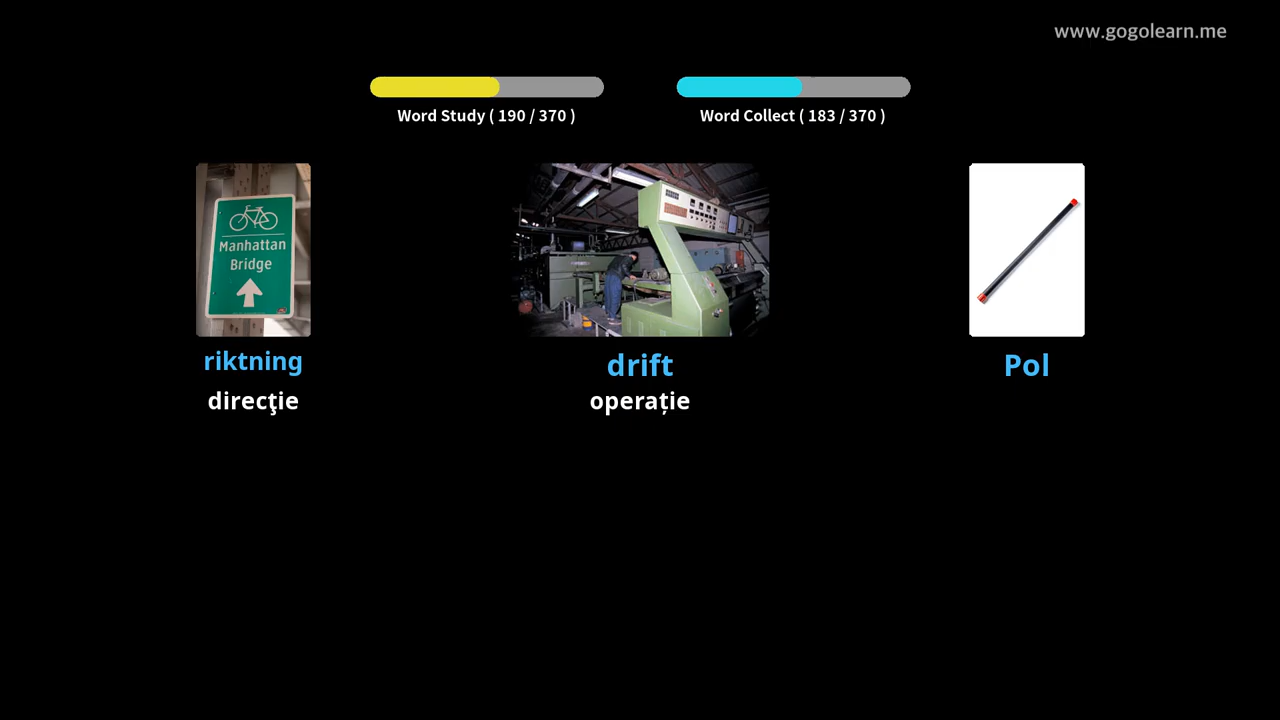 www.gogolearn.me
Word Study ( 190 / 370 )
Word Collect ( 183 / 370 )
Manhattan
Bridge
riktning
drift
Pol
direcţie
operație